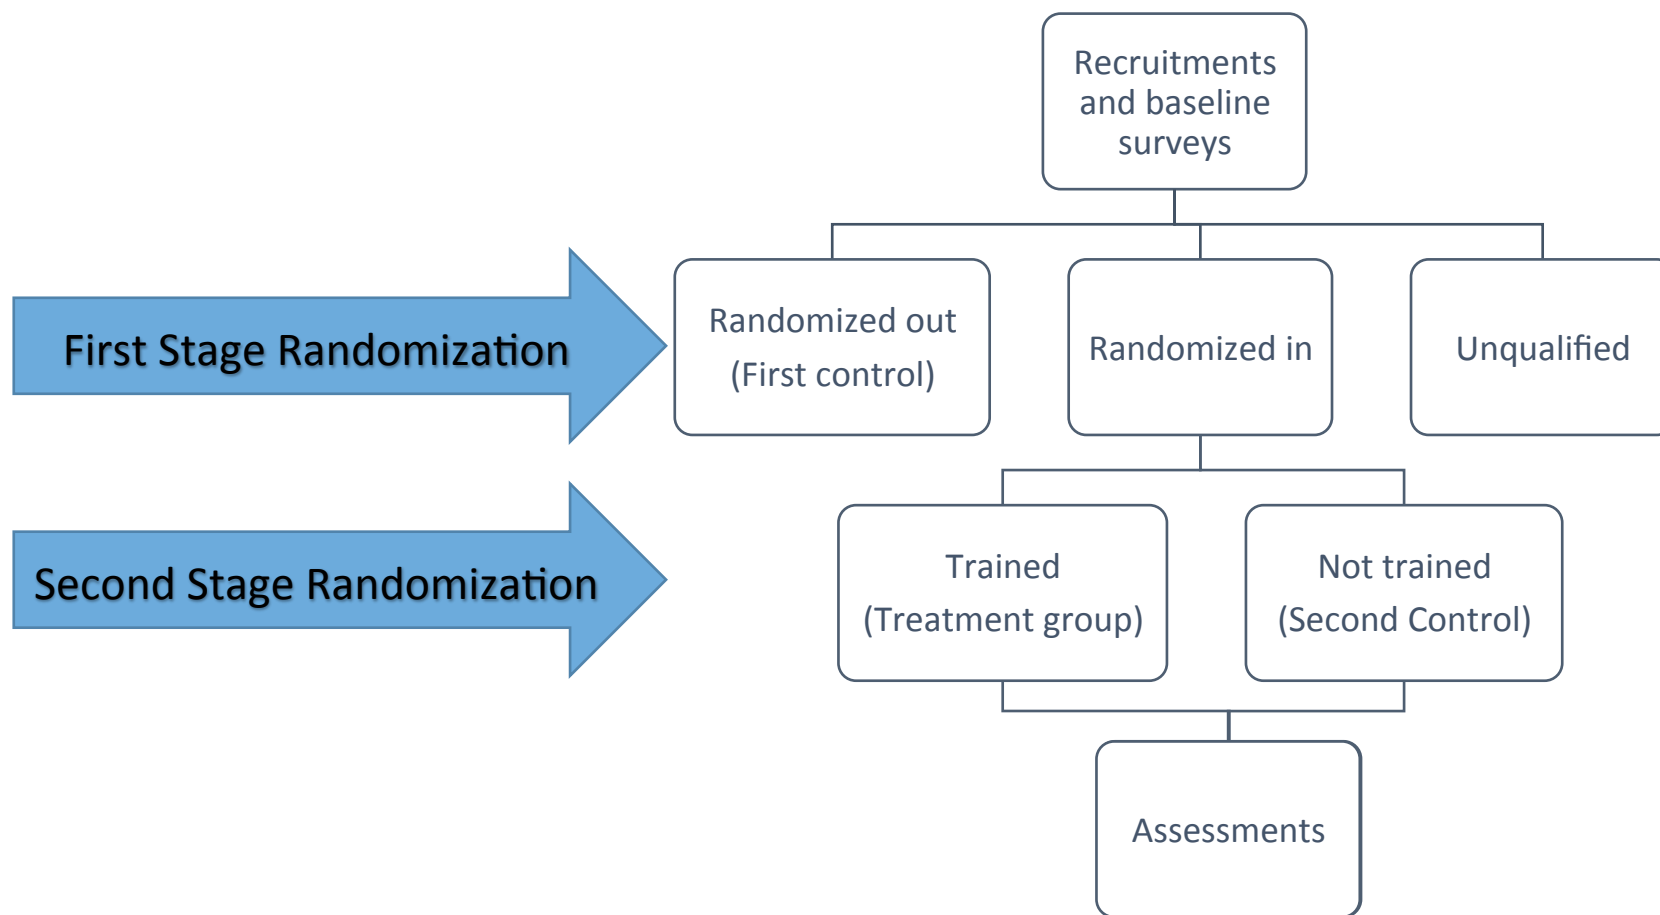 Recruitments
and baseline
surveys
First Stage Randomization
Randomized out
(First control)
Randomized in
Unqualified
Second Stage Randomization
Trained
(Treatment group)
Not trained
(Second Control)
Assessments